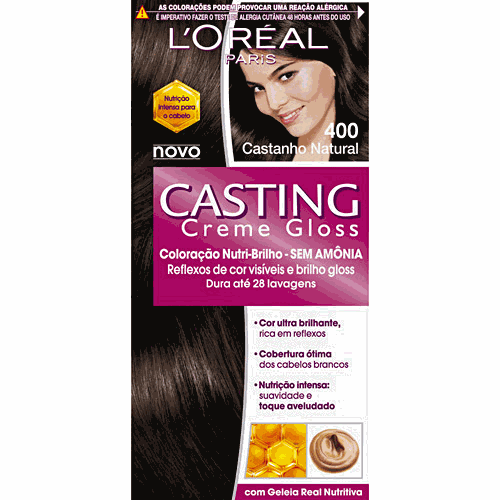 AS COLORAÇÕES PODEM PROVOCAR UMA REAÇÃO ALÉRGICA
É IMPERATIVO FAZER O TESTE DE ALERGIA CUTÂNEA 48 HORAS ANTES DO USO
L'ORÉAL
PARIS
Nutrição
intensa para
o cabelo
novo
400
Castanho Natural
CASTING
Creme Gloss
Coloração Nutri-Brilho - SEM AMÔNIA
Reflexos de cor visíveis e brilho gloss
Dura até 28 lavagens
• Cor ultra brilhante,
rica em reflexos
• Cobertura ótima
dos cabelos brancos
• Nutrição intensa:
suavidade e
toque aveludado
com Geleia Real Nutritiva